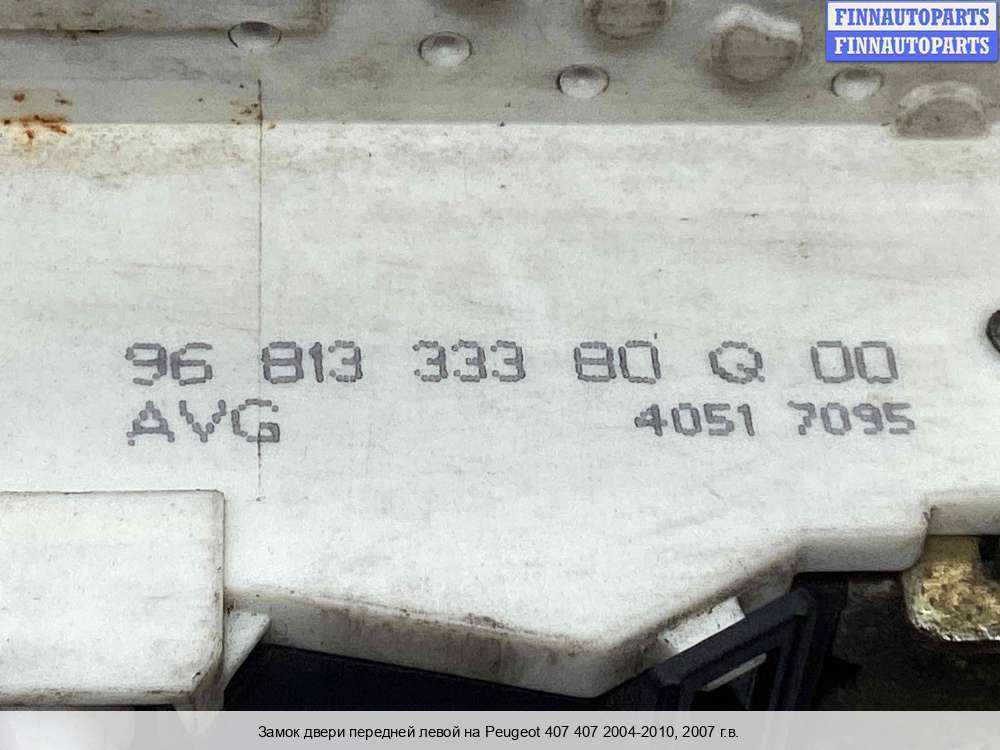 FINNAUTOPARTS
FINNAUTOPARTS
96 813 333 80 Q 00
AVG 4051 7095
Замок двери передней левой на Peugeot 407 407 2004-2010, 2007 г.в.